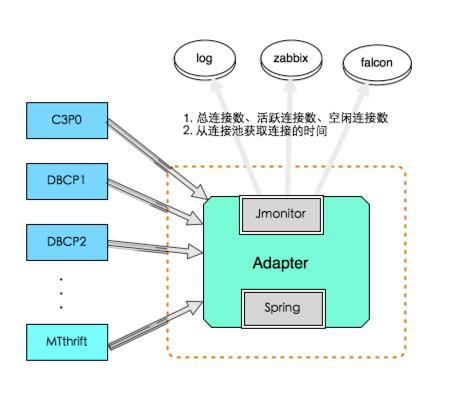 log
zabbix
falcon
1. 总连接数、活跃连接数、空闲连接数
2. 从连接池获取连接的时间
C3P0
DBCP1
DBCP2
MTthrift
Jmonitor
Adapter
Spring